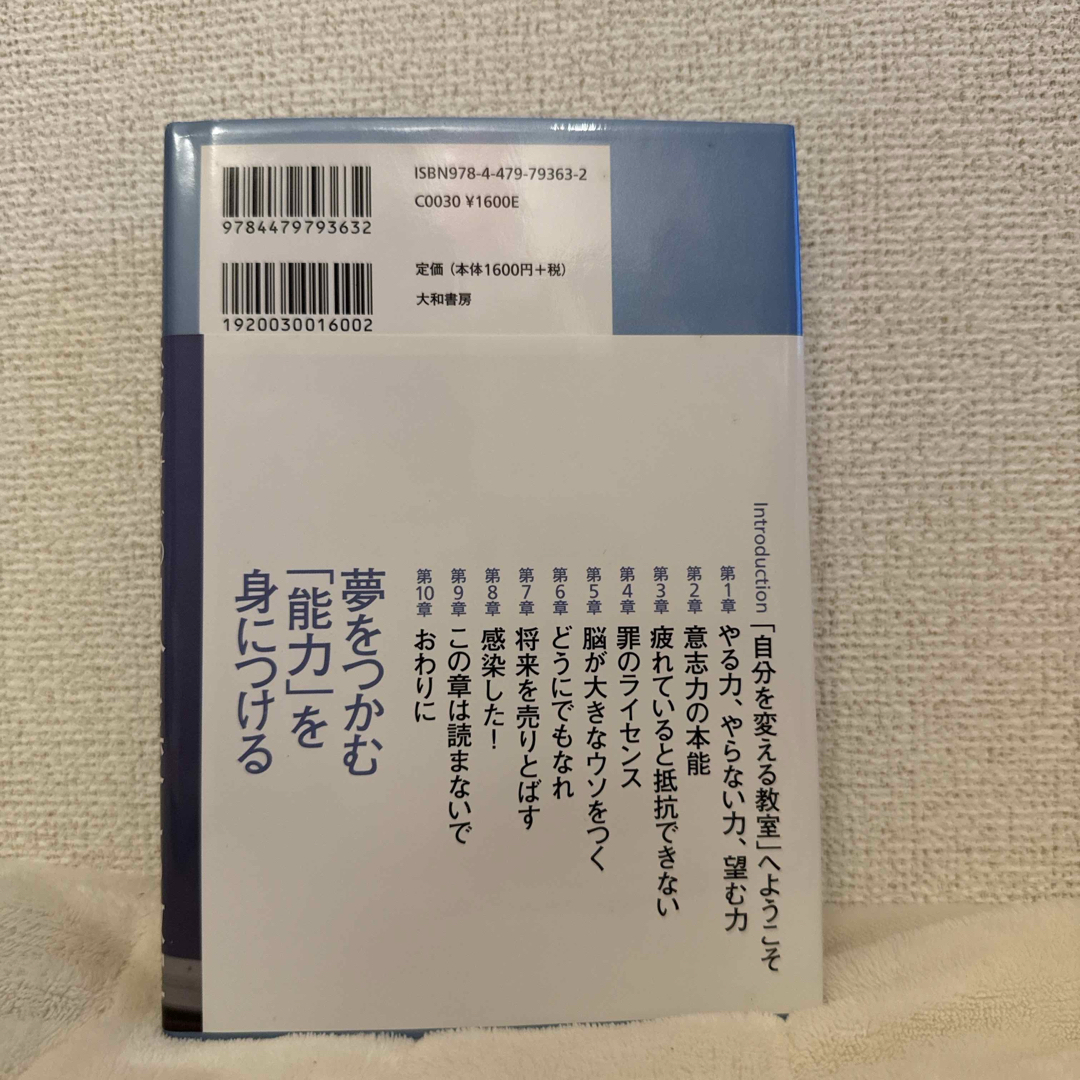 ISBN978-4-479-79363-2
C0030 ¥1600E
9784479793632
定価（本体1600円＋税）
大和書房
1920030016002
Introduction 「自分を変える教室」へようこそ
第1章 やる力、やらない力、望む力
第2章 意志力の本能
第3章 疲れていると抵抗できない
第4章 罪のライセンス
第5章 脳が大きなウソをつく
第6章 どうにでもなれ
第7章 将来を売りとばす
第8章 感染した！
第9章 この章は読まないで
第10章 おわりに
夢をつかむ
「能力」を
身につける